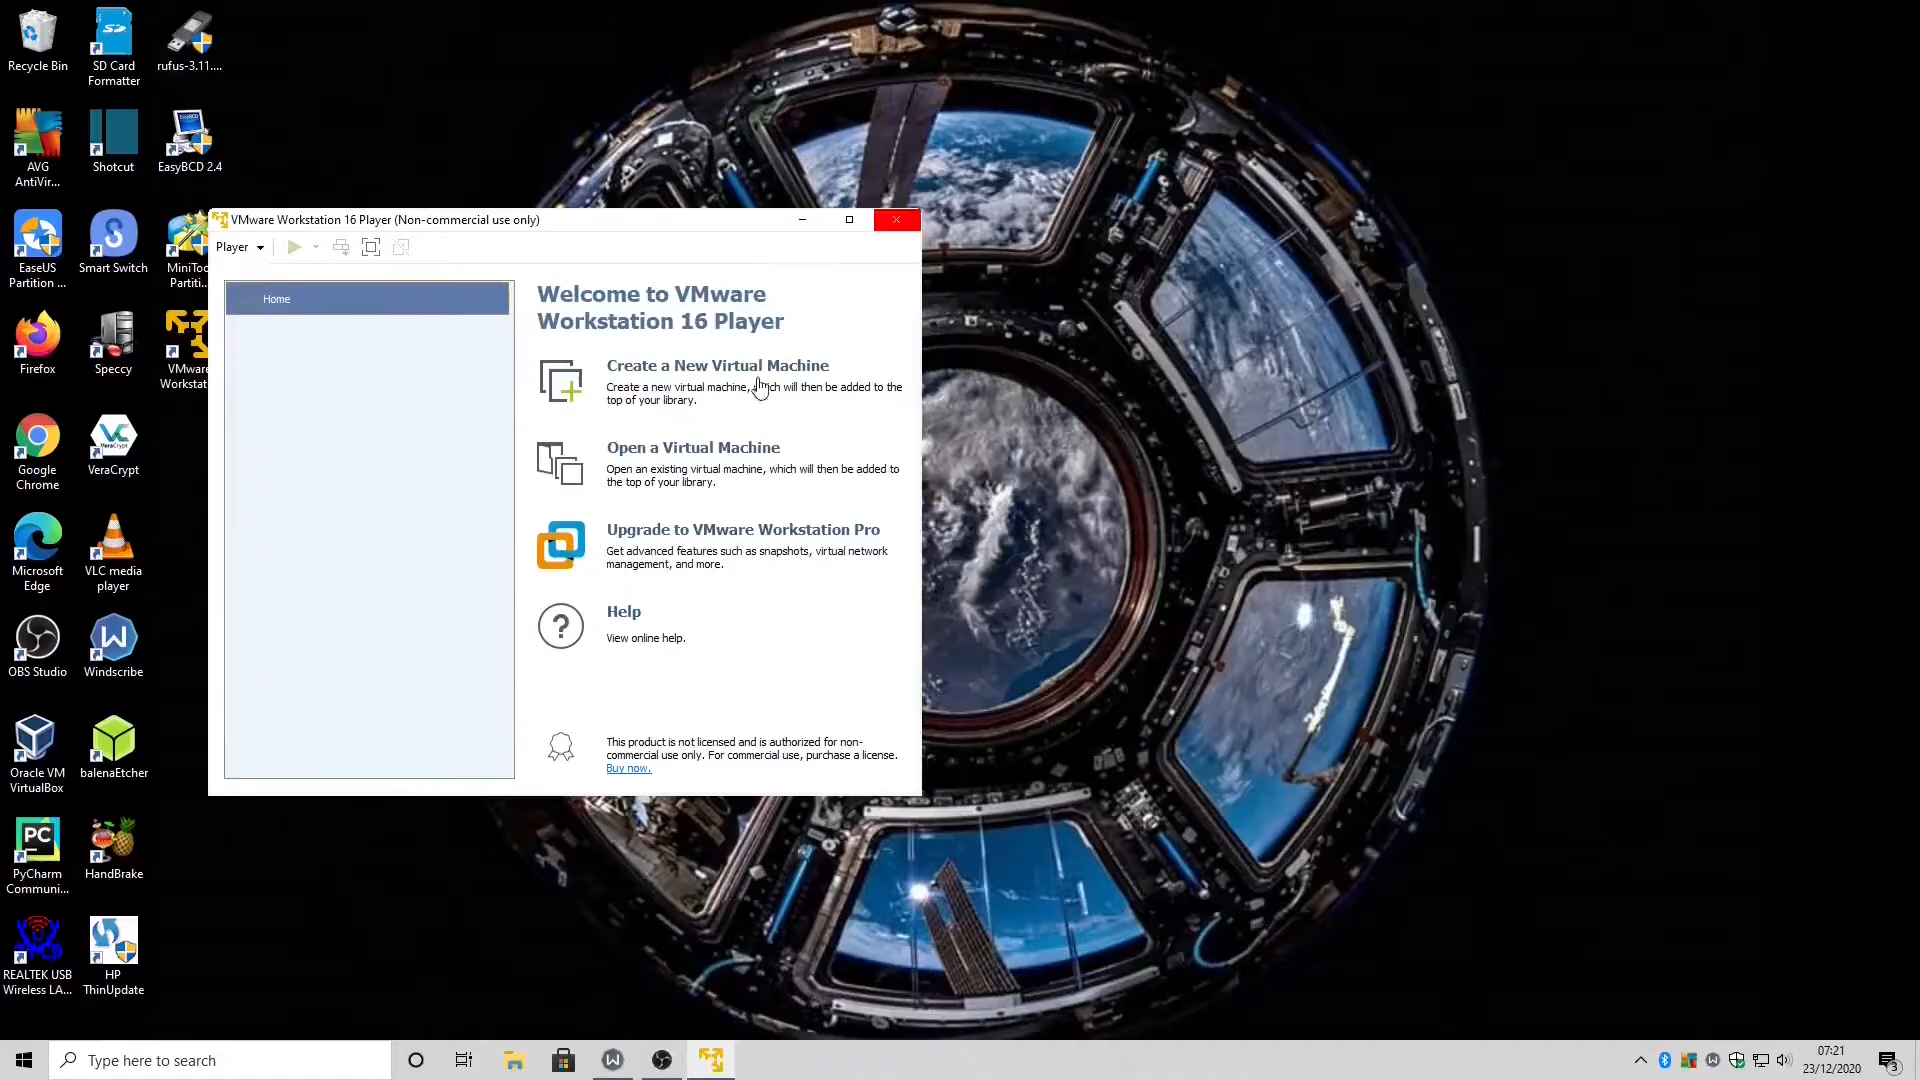 Recycle Bin
SD Card
Formatter
rufus-3.11....
AVG
AntiVir...
Shotcut
EasyBCD 2.4
EaseUS
Partition ...
Smart Switch
MiniToo
Partiti.
Firefox
Speccy
VMware
Workstat.
Google
Chrome
VeraCrypt
VeraCrypt
Microsoft
Edge
VLC media
player
OBS Studio
Windscribe
Oracle VM
VirtualBox
balenaEtcher
PC
PyCharm
Communi...
HandBrake
REALTEK USB
Wireless LA...
HP
ThinUpdate
VMware Workstation 16 Player (Non-commercial use only)
Player
Home
Welcome to VMware
Workstation 16 Player
Create a New Virtual Machine
Create a new virtual machine, which will then be added to the
top of your library.
Open a Virtual Machine
Open an existing virtual machine, which will then be added to
the top of your library.
Upgrade to VMware Workstation Pro
Get advanced features such as snapshots, virtual network
management, and more.
Help
View online help.
This product is not licensed and is authorized for non-
commercial use only. For commercial use, purchase a license.
Buy now.
Type here to search
07:21
23/12/2020
3